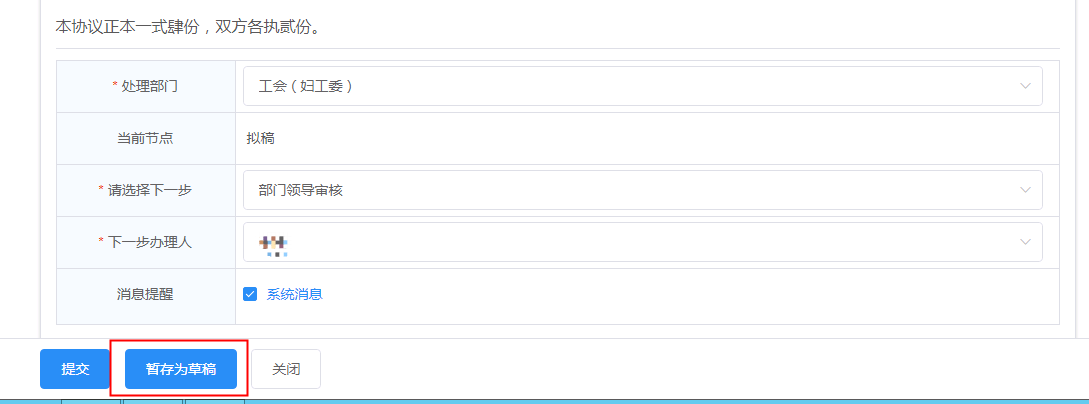 本协议正本一式肆份，双方各执贰份。
* 处理部门 工会（妇工委）
当前节点 拟稿
* 请选择下一步 部门领导审核
* 下一步办理人
消息提醒 系统消息
提交 暂存为草稿 关闭